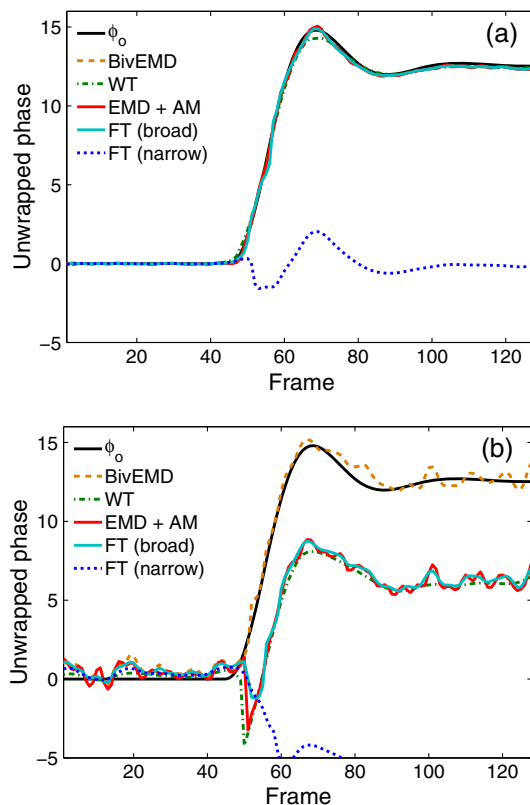 (a)
15
10
5
0
−5
Unwrapped phase
ϕo
BivEMD
WT
EMD + AM
FT (broad)
FT (narrow)
20 40 60 80 100 120
Frame
(b)
15
10
5
0
−5
Unwrapped phase
ϕo
BivEMD
WT
EMD + AM
FT (broad)
FT (narrow)
20 40 60 80 100 120
Frame